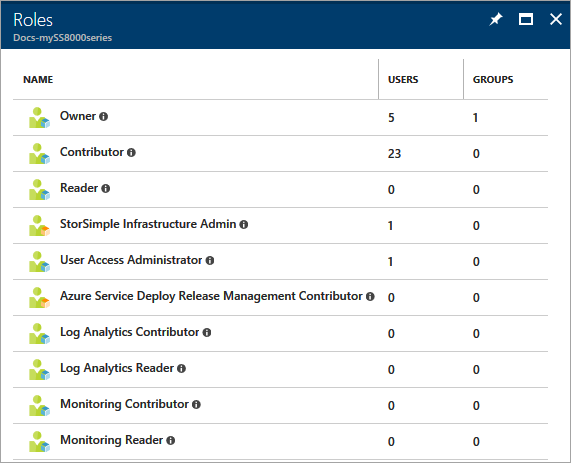 Roles
Docs-mySS8000series
NAME USERS GROUPS
Owner 5 1
Contributor 23 0
Reader 0 0
StorSimple Infrastructure Admin 1 0
User Access Administrator 1 0
Azure Service Deploy Release Management Contributor 0 0
Log Analytics Contributor 0 0
Log Analytics Reader 0 0
Monitoring Contributor 0 0
Monitoring Reader 0 0